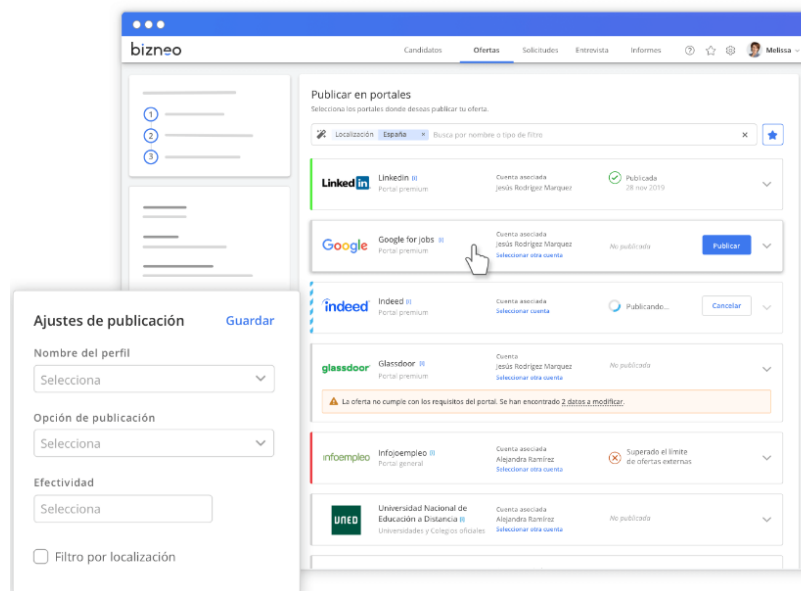 bizneo
Candidatos
Ofertas
Solicitudes
Entrevista
Informes
Melissa
1
2
3
Publicar en portales
Selecciona los portales donde deseas publicar tu oferta.
Localización España × Busca por nombre o tipo de filtro ×
Linked in
Linkedin
Portal premium
Cuenta asociada
Jesús Rodrigez Marquez
Publicada
28 nov 2019
Google
Google for jobs
Portal premium
Cuenta asociada
Jesús Rodrigez Marquez
Seleccionar otra cuenta
No publicada
Publicar
indeed
Indeed
Portal premium
Cuenta asociada
Seleccionar cuenta
Publicando...
Cancelar
glassdoor
Glassdoor
Portal premium
Cuenta
Jesús Rodrigez Marquez
Seleccionar otra cuenta
No publicada
La oferta no cumple con los requisitos del portal. Se han encontrado 2 datos a modificar.
infoempleo
Infojoempleo
Portal general
Cuenta asociada
Alejandra Ramírez
Seleccionar otra cuenta
Superado el límite
de ofertas externas
UNED
Universidad Nacional de
Educación a Distancia
Universidades y Colegios oficiales
Cuenta asociada
Alejandra Ramírez
Seleccionar otra cuenta
No publicada
Ajustes de publicación
Guardar
Nombre del perfil
Selecciona
Opción de publicación
Selecciona
Efectividad
Selecciona
Filtro por localización